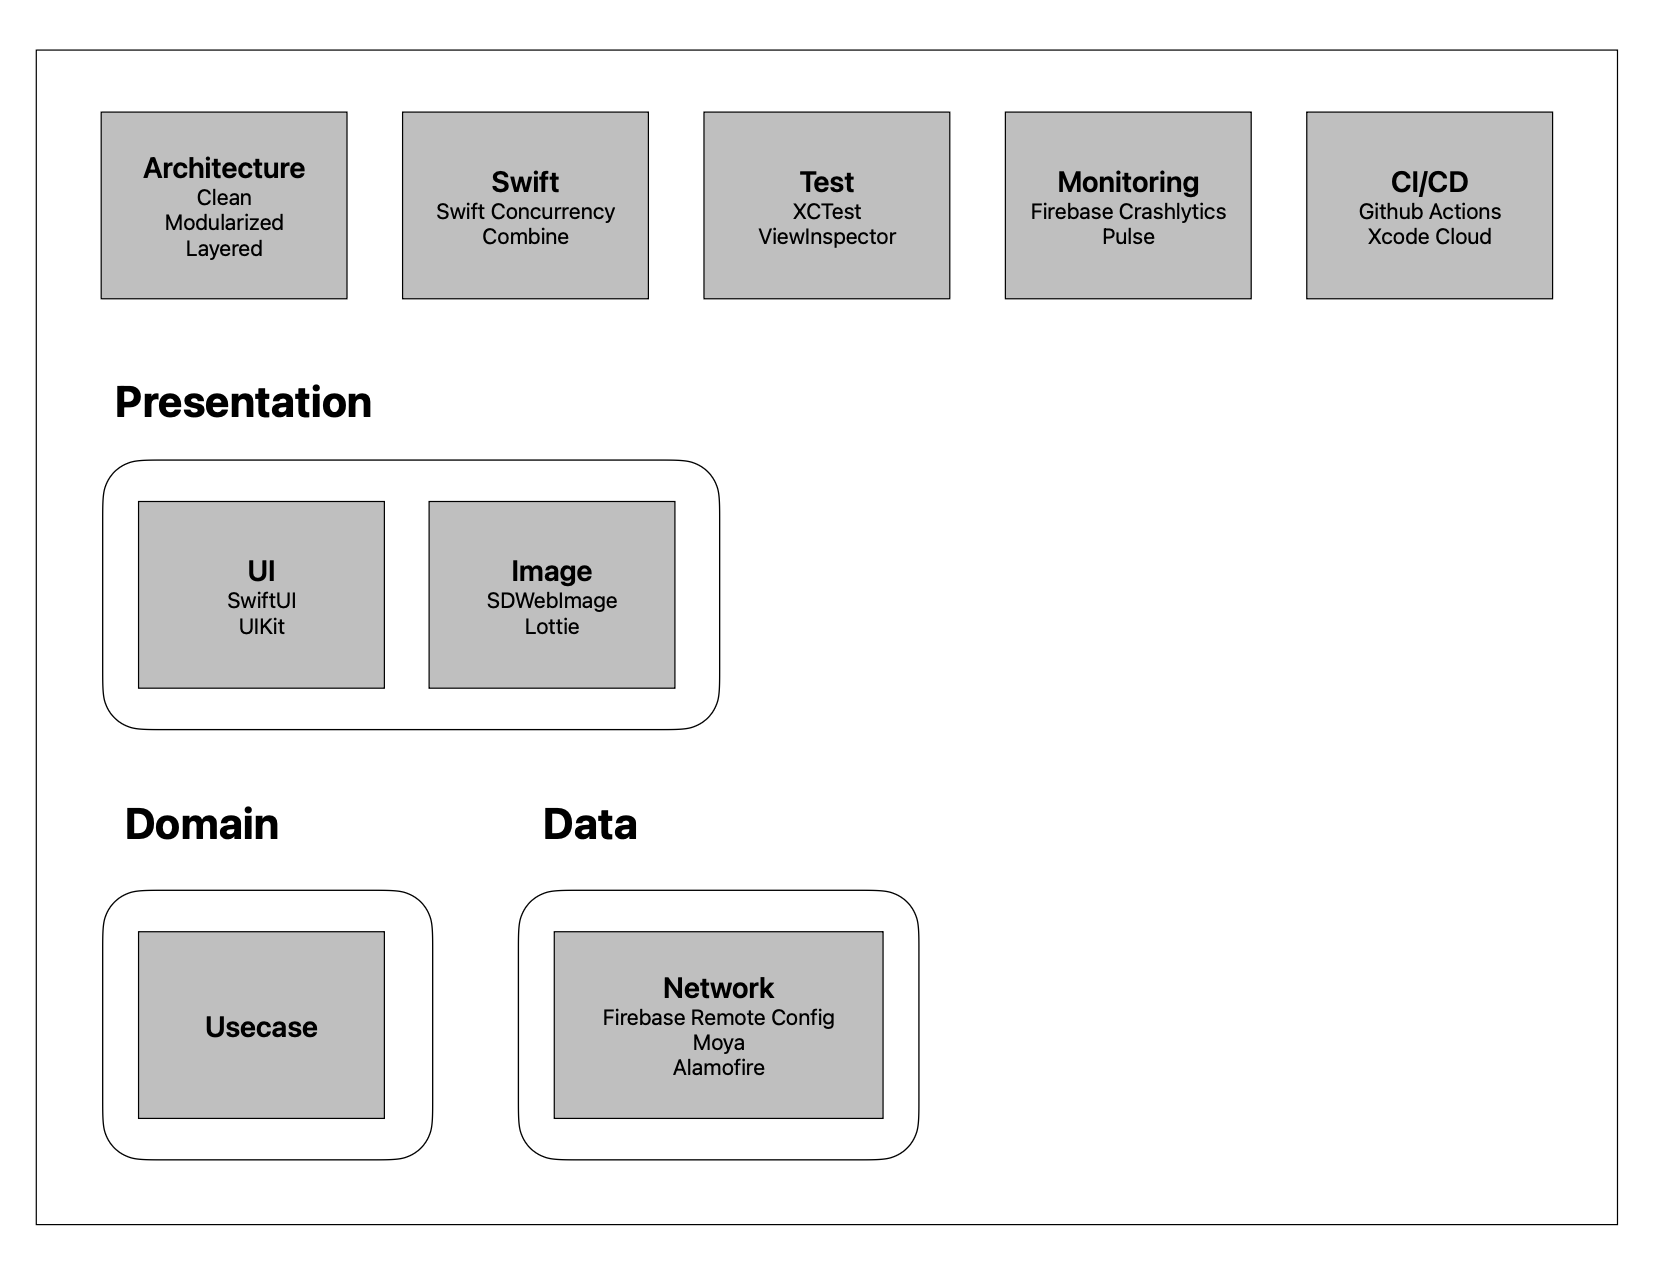 Architecture
Clean
Modularized
Layered
Swift
Swift Concurrency
Combine
Test
XCTest
ViewInspector
Monitoring
Firebase Crashlytics
Pulse
CI/CD
Github Actions
Xcode Cloud
Presentation
UI
SwiftUI
UIKit
Image
SDWebImage
Lottie
Domain
Usecase
Data
Network
Firebase Remote Config
Moya
Alamofire